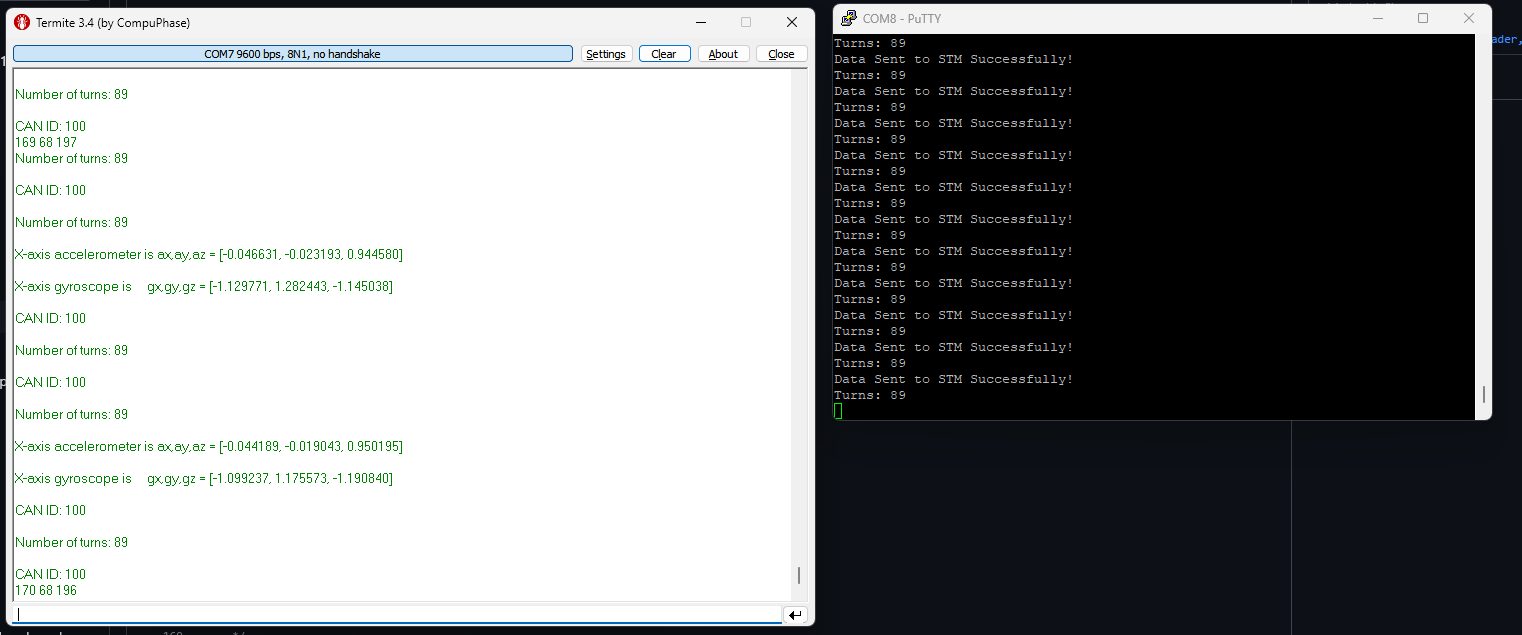 Termite 3.4 (by CompuPhase)
COM7 9600 bps, 8N1, no handshake
Settings
Clear
About
Close
Number of turns: 89
CAN ID: 100
169 68 197
Number of turns: 89
CAN ID: 100
Number of turns: 89
X-axis accelerometer is ax,ay,az = [-0.046631, -0.023193, 0.944580]
X-axis gyroscope is gx,gy,gz = [-1.129771, 1.282443, -1.145038]
CAN ID: 100
Number of turns: 89
CAN ID: 100
Number of turns: 89
X-axis accelerometer is ax,ay,az = [-0.044189, -0.019043, 0.950195]
X-axis gyroscope is gx,gy,gz = [-1.099237, 1.175573, -1.190840]
CAN ID: 100
Number of turns: 89
CAN ID: 100
170 68 196
COM8 - PuTTY
Turns: 89
Data Sent to STM Successfully!
Turns: 89
Data Sent to STM Successfully!
Turns: 89
Data Sent to STM Successfully!
Turns: 89
Data Sent to STM Successfully!
Turns: 89
Data Sent to STM Successfully!
Turns: 89
Data Sent to STM Successfully!
Turns: 89
Data Sent to STM Successfully!
Turns: 89
Data Sent to STM Successfully!
Turns: 89
Data Sent to STM Successfully!
Turns: 89
Data Sent to STM Successfully!
Turns: 89
Data Sent to STM Successfully!
Turns: 89
ader,